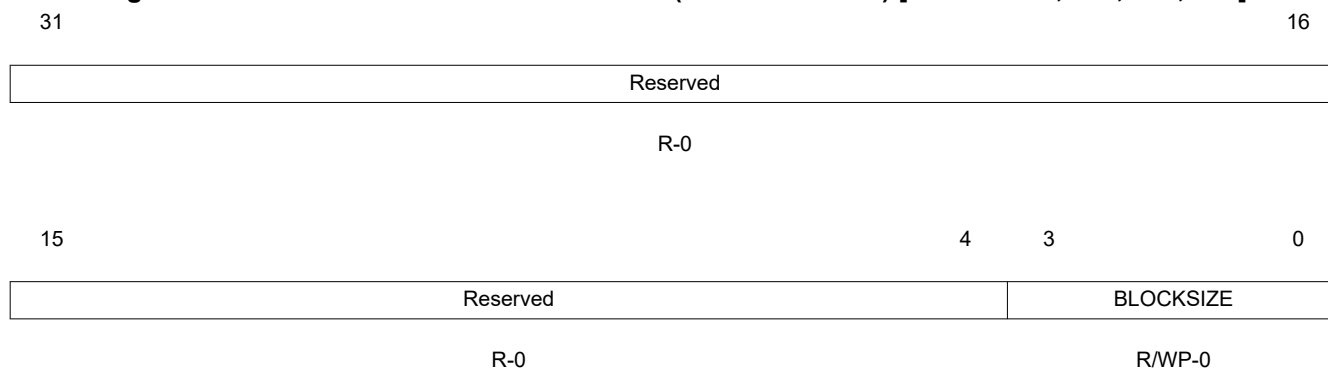 31 16
Reserved
R-0
15 4 3 0
Reserved BLOCKSIZE
R-0 R/WP-0